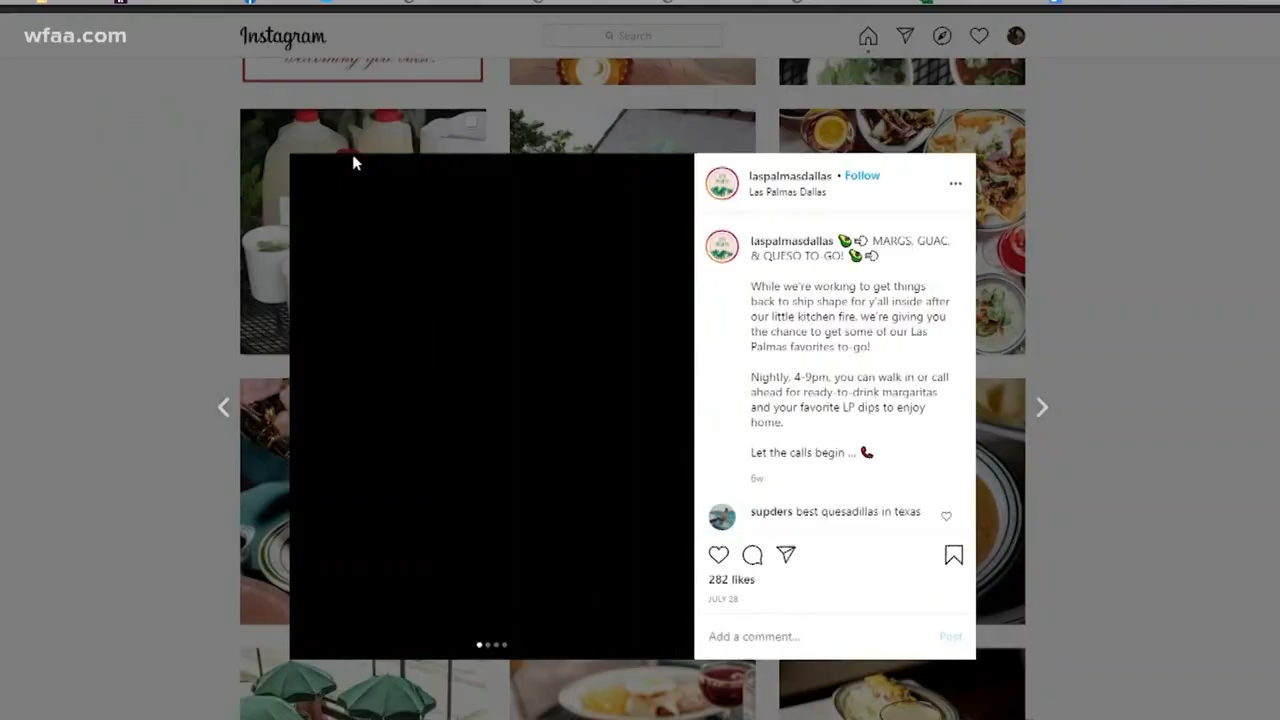 wfaa.com
Instagram
Search
laspalmasdallas • Follow
Las Palmas Dallas
laspalmasdallas 🥑💨 MARGS, GUAC,
& QUESO TO-GO! 🥑💨
While we're working to get things
back to ship shape for y'all inside after
our little kitchen fire, we're giving you
the chance to get some of our Las
Palmas favorites to-go!
Nightly, 4-9pm, you can walk in or call
ahead for ready-to-drink margaritas
and your favorite LP dips to enjoy
home.
Let the calls begin ... 📞
6w
supders best quesadillas in texas
282 likes
JULY 28
Add a comment...
Post